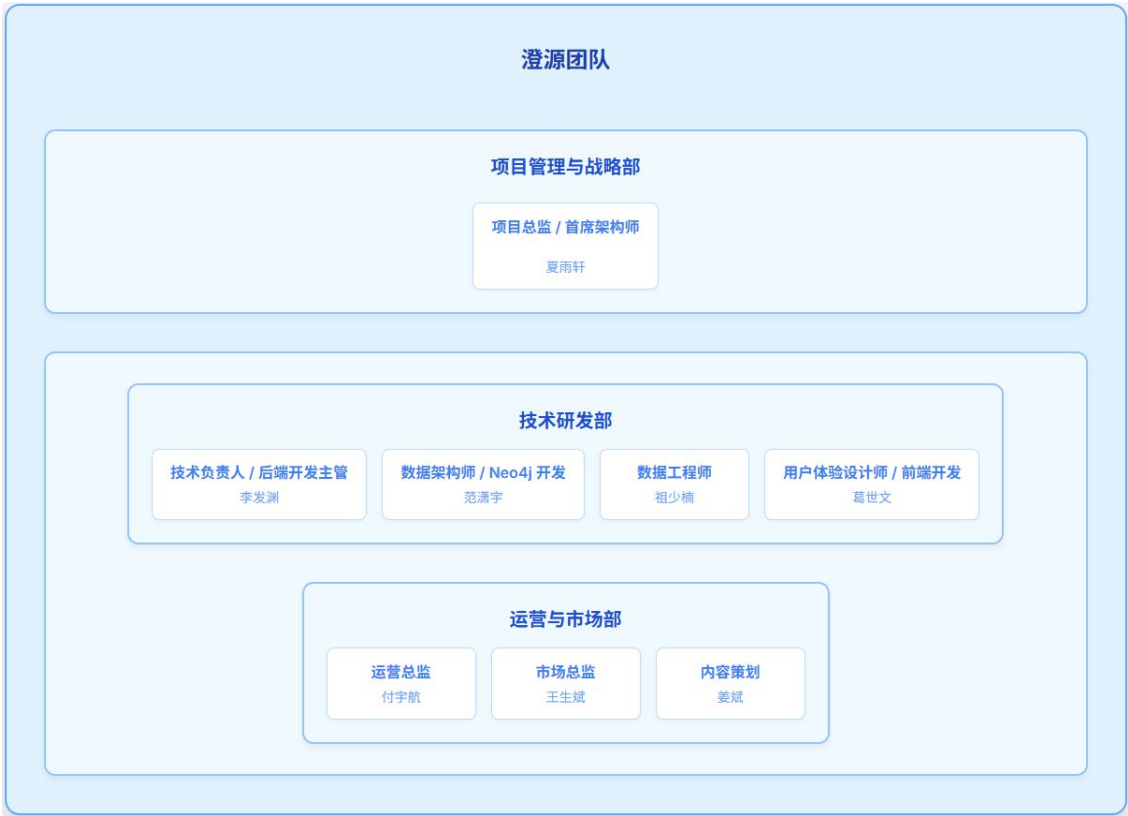 澄源团队
项目管理与战略部
项目总监 / 首席架构师
夏雨轩
技术研发部
技术负责人 / 后端开发主管
李发渊
数据架构师 / Neo4j 开发
范潇宇
数据工程师
祖少楠
用户体验设计师 / 前端开发
葛世文
运营与市场部
运营总监
付宇航
市场总监
王生斌
内容策划
姜斌